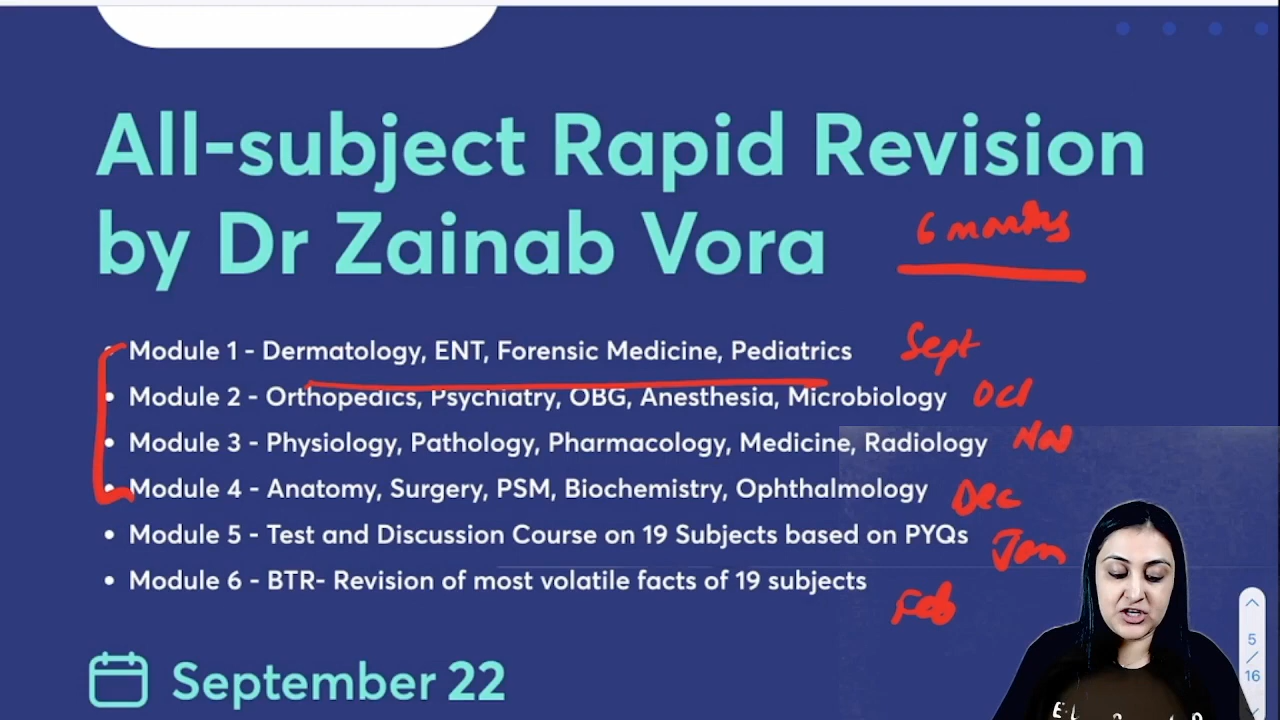 All-subject Rapid Revision
by Dr Zainab Vora
6 months
Module 1 - Dermatology, ENT, Forensic Medicine, Pediatrics Sept
• Module 2 - Orthopedics, Psychiatry, OBG, Anesthesia, Microbiology Oct
• Module 3 - Physiology, Pathology, Pharmacology, Medicine, Radiology Nov
• Module 4 - Anatomy, Surgery, PSM, Biochemistry, Ophthalmology Dec
• Module 5 - Test and Discussion Course on 19 Subjects based on PYQs Jan
• Module 6 - BTR- Revision of most volatile facts of 19 subjects Feb
September 22
5
/
16